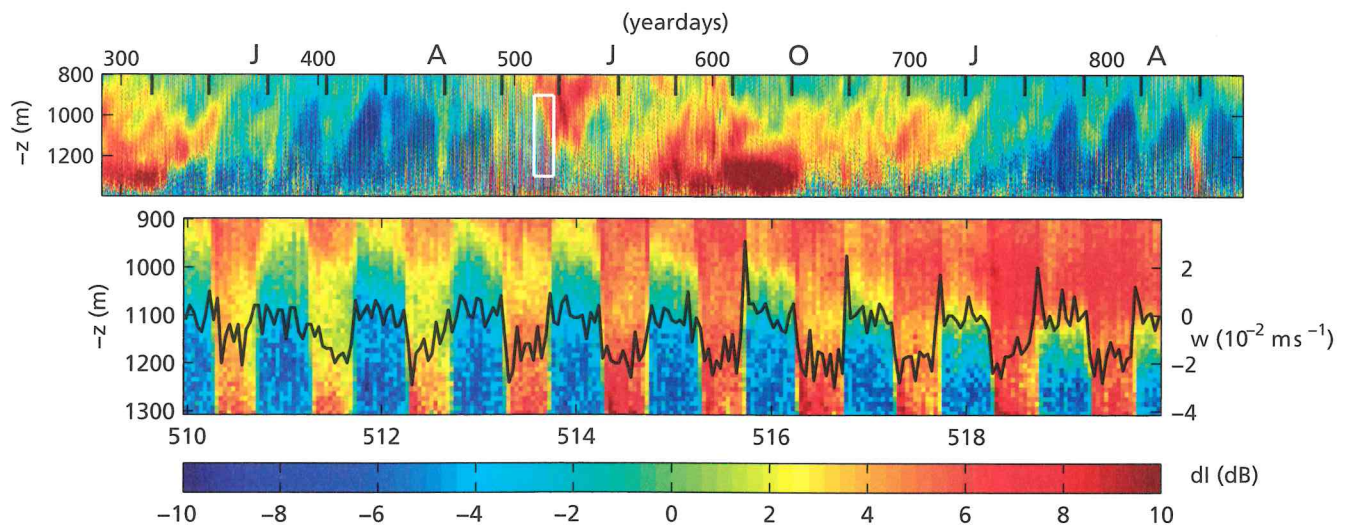 (yeardays)
300 J 400 A 500 J 600 O 700 J 800 A
800
1000
1200
−z (m)
900
1000
1100
1200
1300
−z (m)
2
0
−2
−4
w (10⁻² ms⁻¹)
510 512 514 516 518
dI (dB)
−10 −8 −6 −4 −2 0 2 4 6 8 10